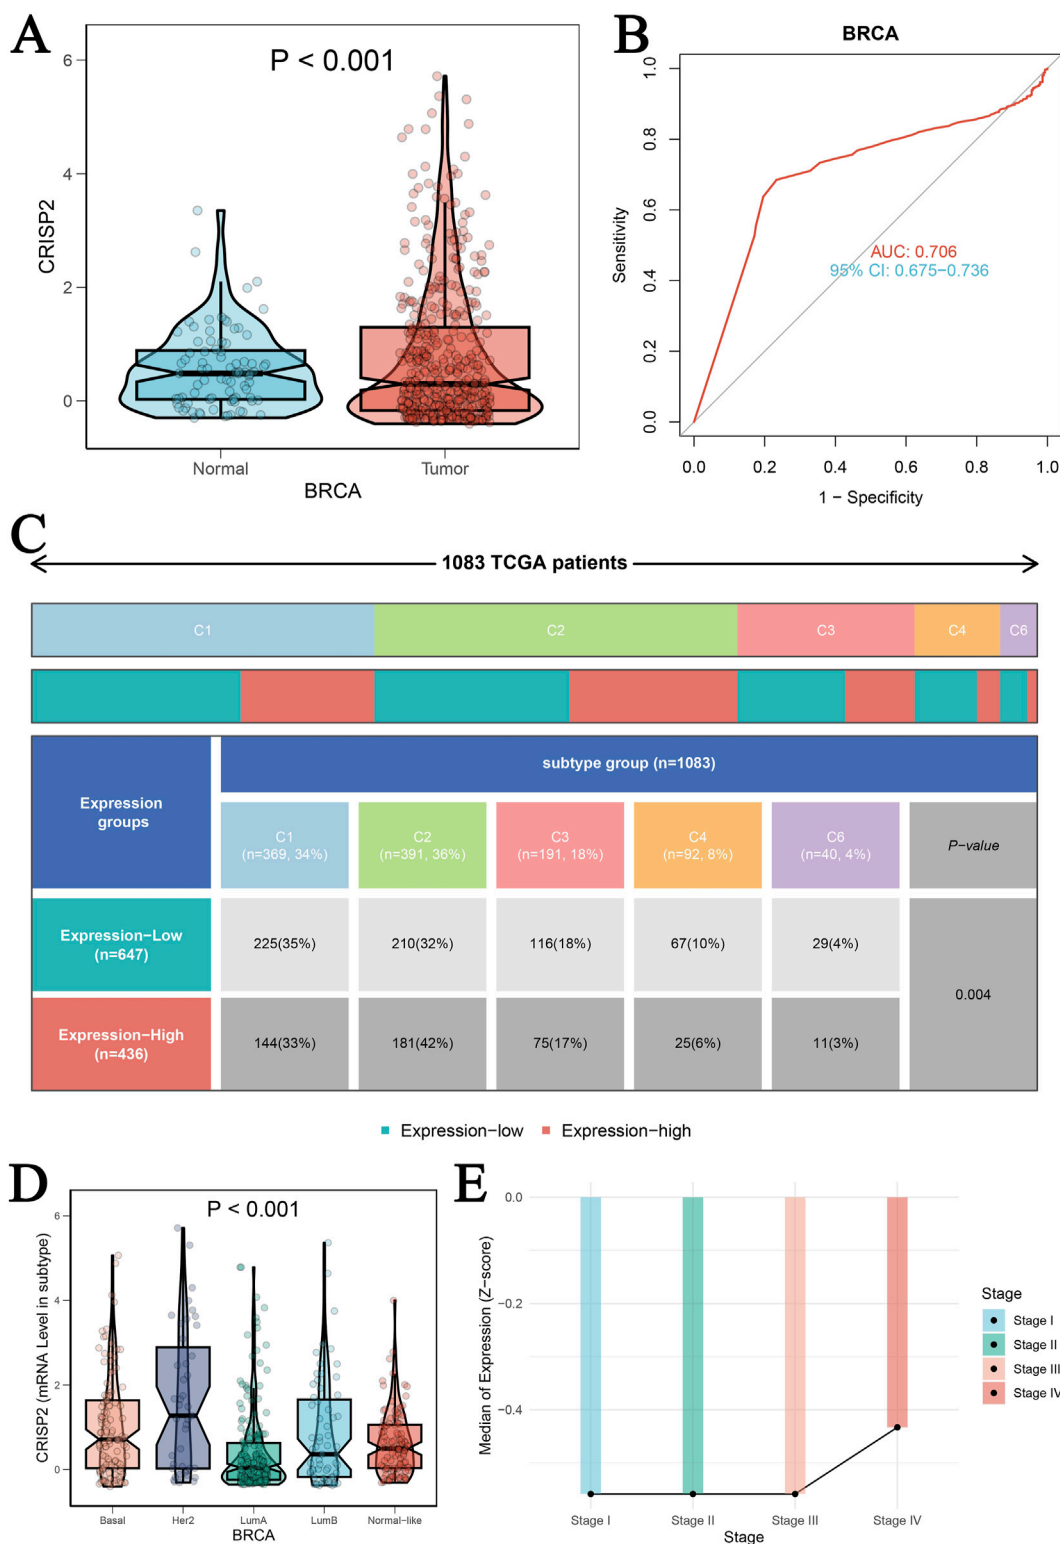 A
P < 0.001
CRISP2
6
4
2
0
Normal
Tumor
BRCA
B
BRCA
Sensitivity
1.0
0.8
0.6
0.4
0.2
0.0
AUC: 0.706
95% CI: 0.675−0.736
0.0 0.2 0.4 0.6 0.8 1.0
1 − Specificity
C
1083 TCGA patients
C1 C2 C3 C4 C6
Expression
groups
subtype group (n=1083)
C1
(n=369, 34%)
C2
(n=391, 36%)
C3
(n=191, 18%)
C4
(n=92, 8%)
C6
(n=40, 4%)
P−value
Expression−Low
(n=647)
225(35%) 210(32%) 116(18%) 67(10%) 29(4%)
0.004
Expression−High
(n=436)
144(33%) 181(42%) 75(17%) 25(6%) 11(3%)
Expression−low Expression−high
D
P < 0.001
CRISP2 (mRNA Level in subtype)
6
4
2
0
Basal Her2 LumA LumB Normal−like
BRCA
E
Median of Expression (Z−score)
0.0
−0.2
−0.4
Stage I Stage II Stage III Stage IV
Stage
Stage
Stage I
Stage II
Stage III
Stage IV